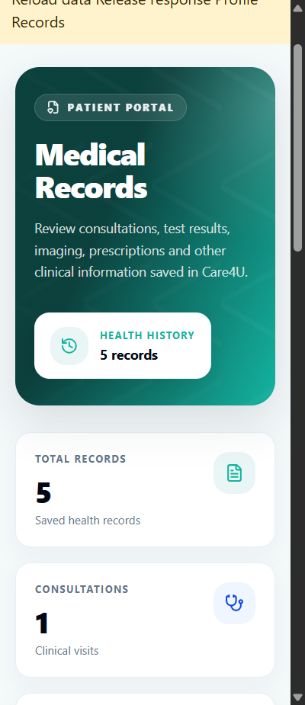 Reload data Release response Profile
Records
PATIENT PORTAL
Medical
Records
Review consultations, test results,
imaging, prescriptions and other
clinical information saved in Care4U.
HEALTH HISTORY
5 records
TOTAL RECORDS
5
Saved health records
CONSULTATIONS
1
Clinical visits